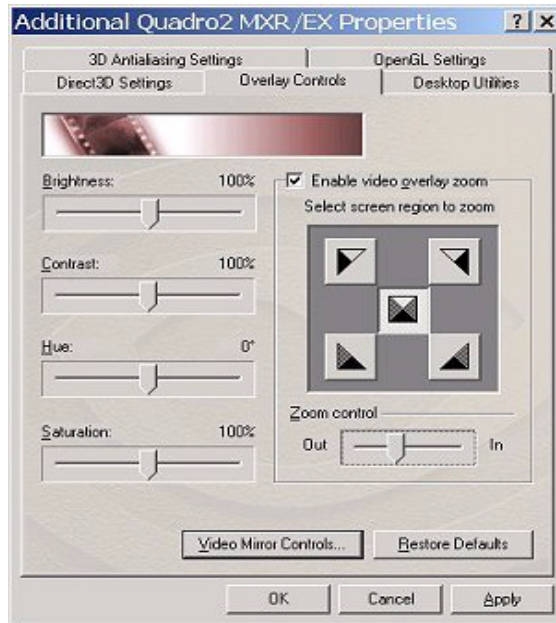 Additional Quadro2 MXR/EX Properties ? x
3D Antialiasing Settings OpenGL Settings
Direct3D Settings Overlay Controls Desktop Utilities
Brightness: 100%
Enable video overlay zoom
Select screen region to zoom
Contrast: 100%
Hue: 0°
Zoom control
Saturation: 100%
Out In
Video Mirror Controls... Restore Defaults
OK Cancel Apply